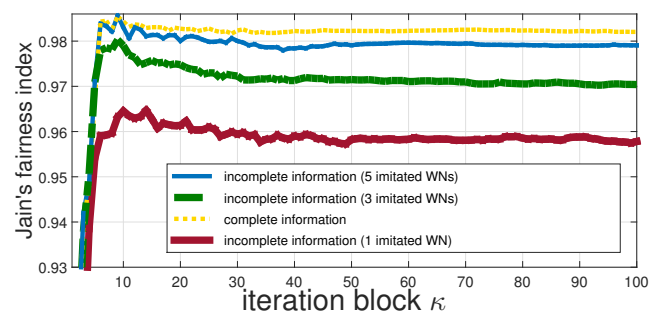 Jain's fairness index
0.98
0.97
0.96
0.95
0.94
0.93
incomplete information (5 imitated WNs)
incomplete information (3 imitated WNs)
complete information
incomplete information (1 imitated WN)
10 20 30 40 50 60 70 80 90 100
iteration block κ